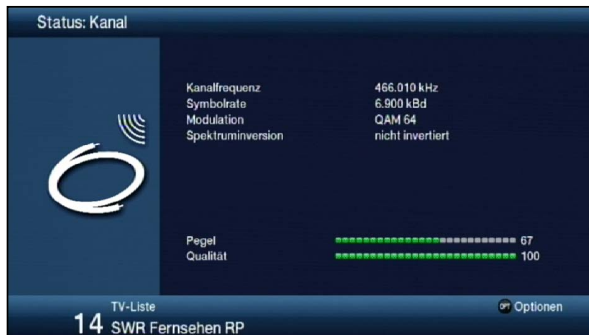 Status: Kanal
Kanalfrequenz 466.010 kHz
Symbolrate 6.900 kBd
Modulation QAM 64
Spektruminversion nicht invertiert
Pegel 67
Qualität 100
TV-Liste
OPT Optionen
14 SWR Fernsehen RP